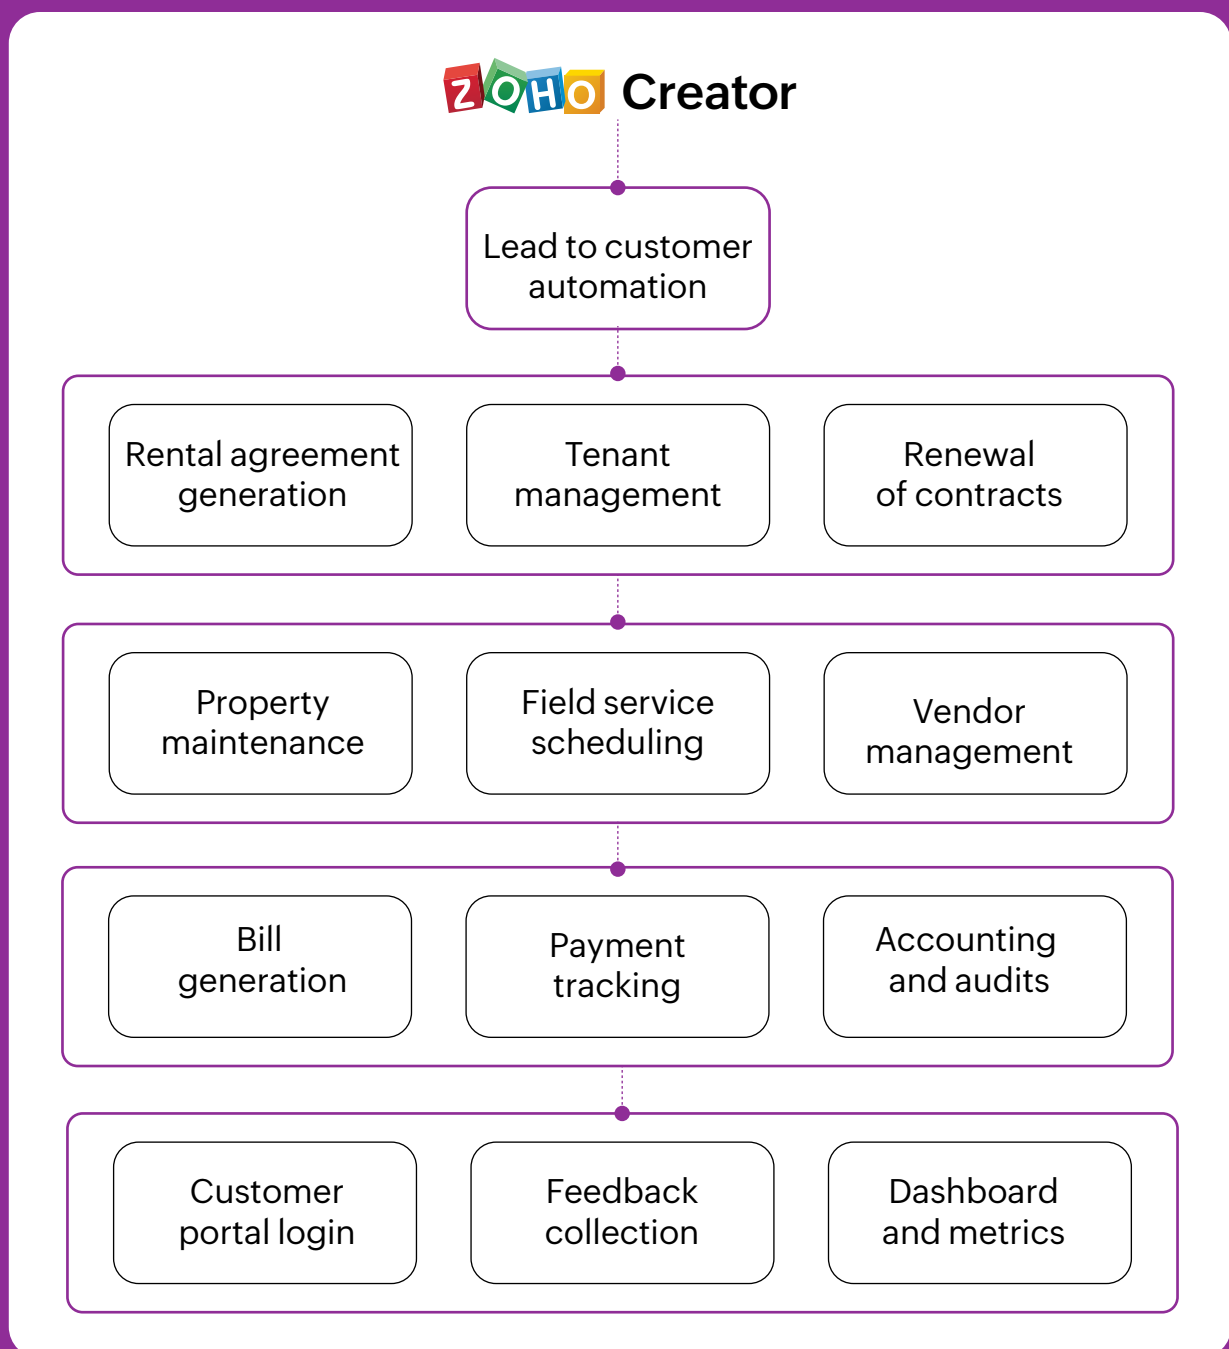 ZOHO Creator
Lead to customer
automation
Rental agreement
generation
Tenant
management
Renewal
of contracts
Property
maintenance
Field service
scheduling
Vendor
management
Bill
generation
Payment
tracking
Accounting
and audits
Customer
portal login
Feedback
collection
Dashboard
and metrics